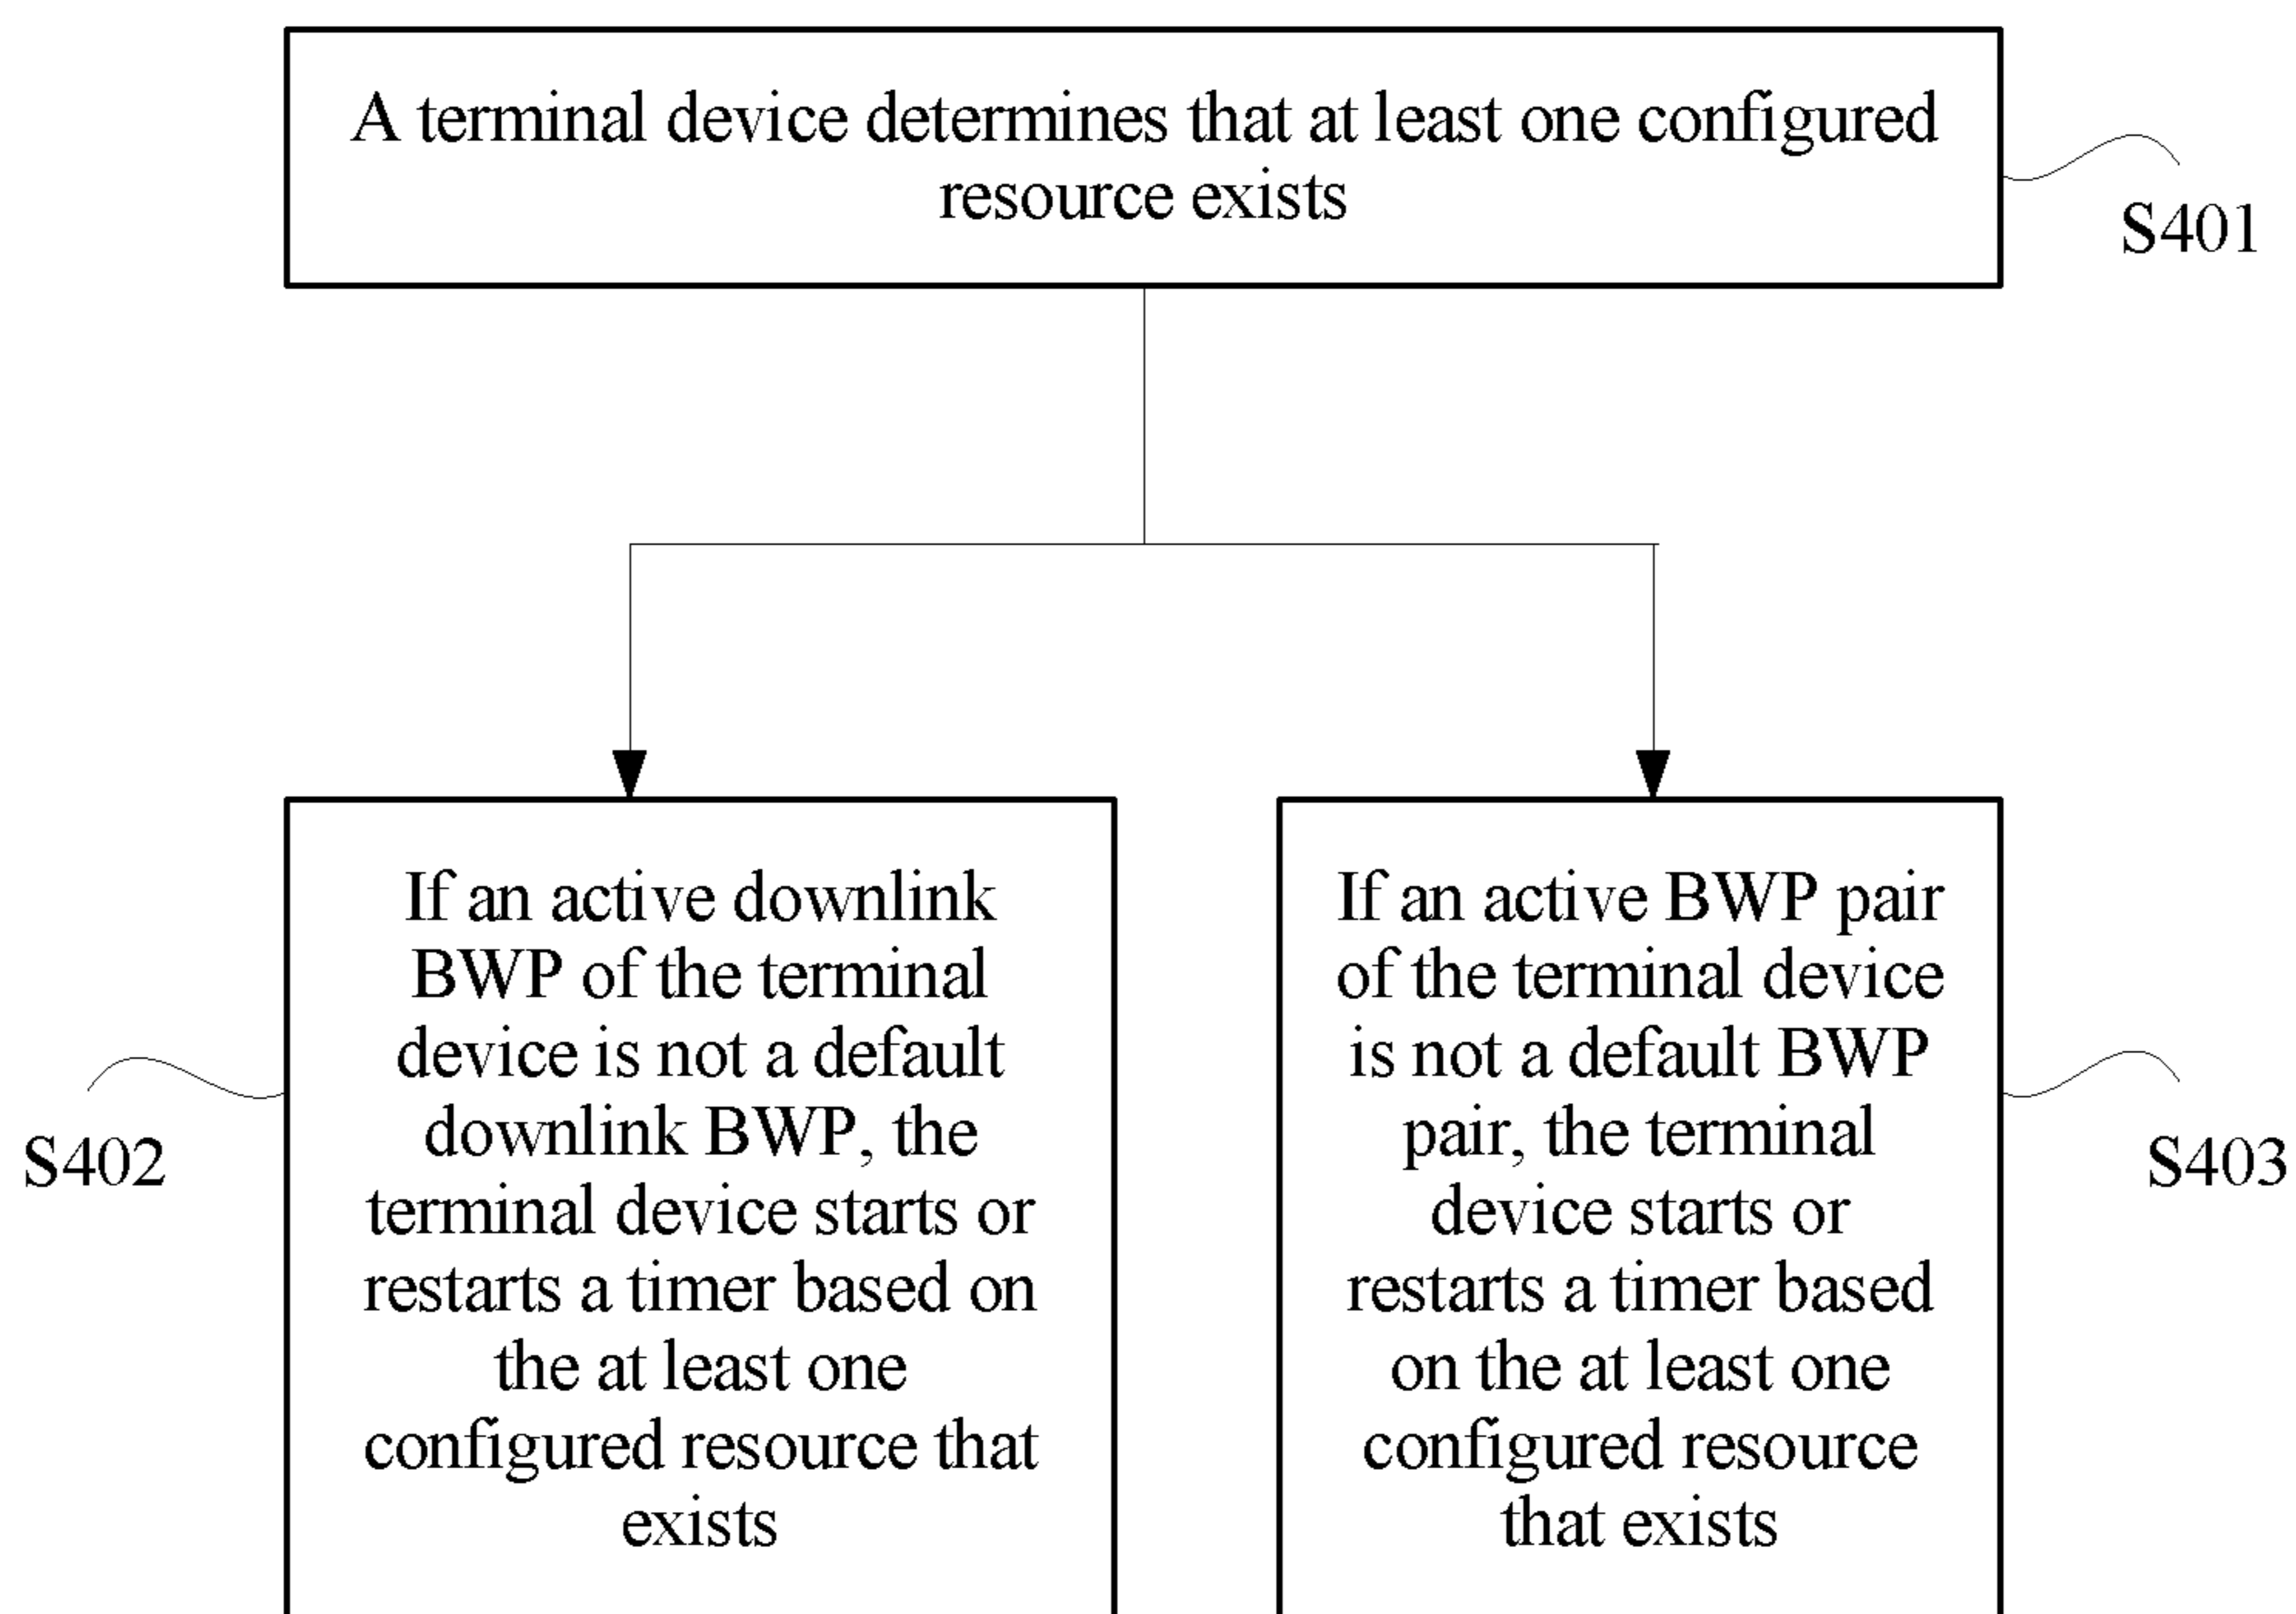 A terminal device determines that at least one configured
resource exists
S401
If an active downlink
BWP of the terminal
device is not a default
downlink BWP, the
terminal device starts or
restarts a timer based on
the at least one
configured resource that
exists
S402
If an active BWP pair
of the terminal device
is not a default BWP
pair, the terminal
device starts or
restarts a timer based
on the at least one
configured resource
that exists
S403